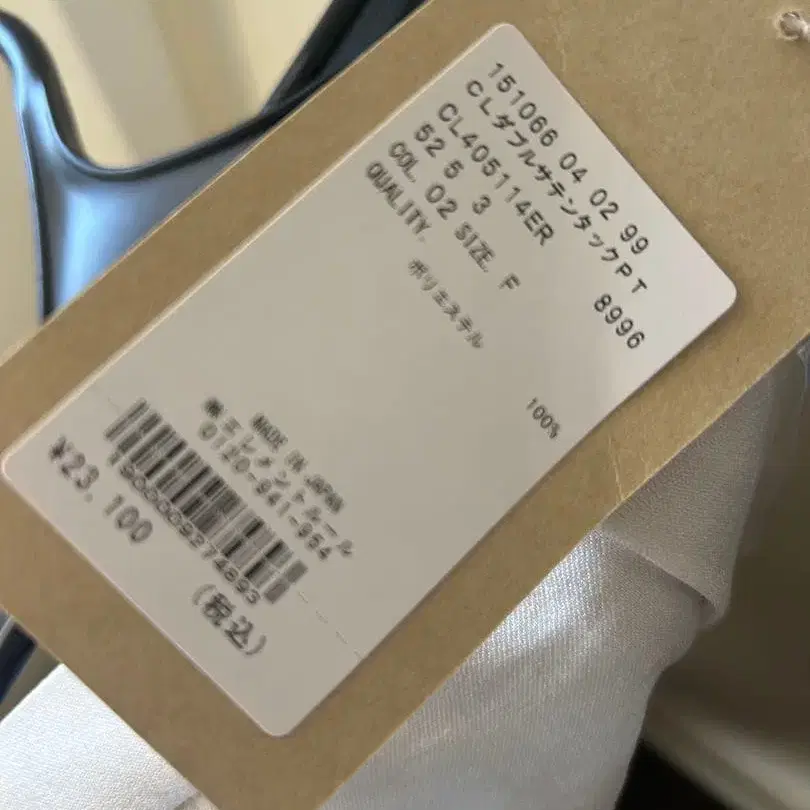 151066 04 02 99
CLダブルサテンタックPT
CL405114ER 8996
52 5 3
COL. 02 SIZE. F
QUALITY.
ポリエステル 100%
MADE IN JAPAN
㈱エレメントルール
0120-941-954
¥23,100 (税込)